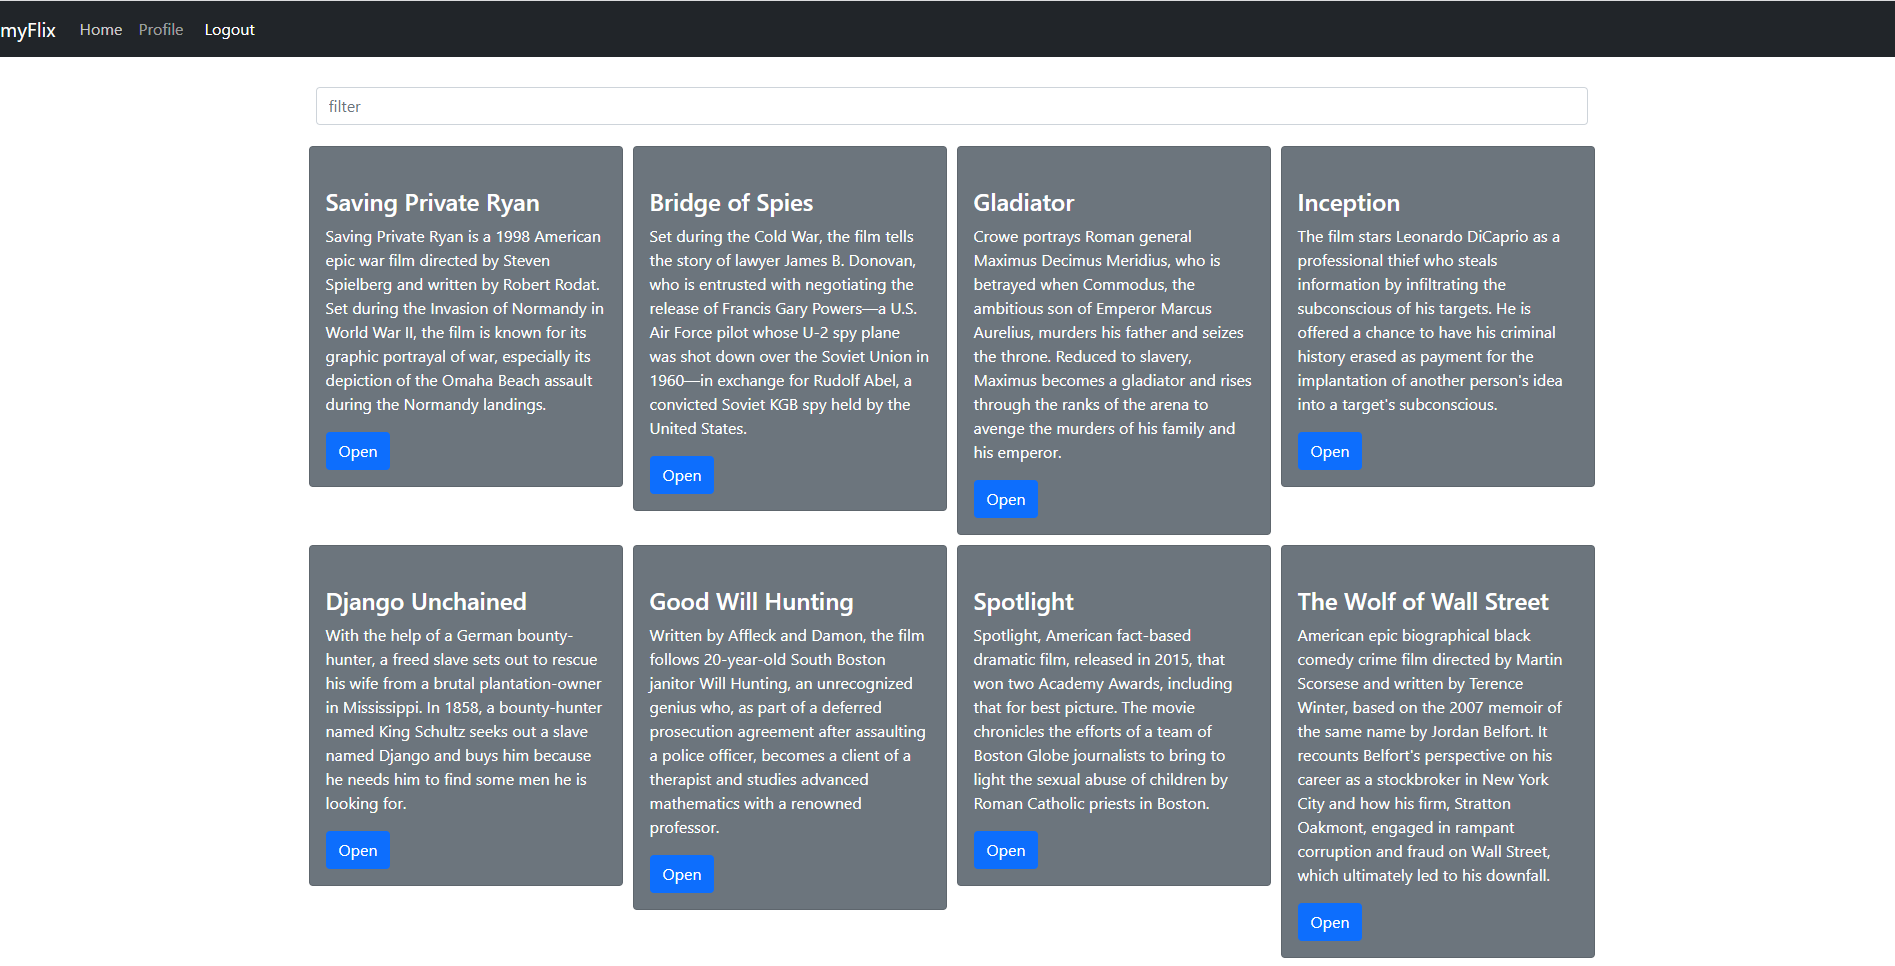 myFlix Home Profile Logout
filter
Saving Private Ryan
Saving Private Ryan is a 1998 American
epic war film directed by Steven
Spielberg and written by Robert Rodat.
Set during the Invasion of Normandy in
World War II, the film is known for its
graphic portrayal of war, especially its
depiction of the Omaha Beach assault
during the Normandy landings.
Open
Bridge of Spies
Set during the Cold War, the film tells
the story of lawyer James B. Donovan,
who is entrusted with negotiating the
release of Francis Gary Powers—a U.S.
Air Force pilot whose U-2 spy plane
was shot down over the Soviet Union in
1960—in exchange for Rudolf Abel, a
convicted Soviet KGB spy held by the
United States.
Open
Gladiator
Crowe portrays Roman general
Maximus Decimus Meridius, who is
betrayed when Commodus, the
ambitious son of Emperor Marcus
Aurelius, murders his father and seizes
the throne. Reduced to slavery,
Maximus becomes a gladiator and rises
through the ranks of the arena to
avenge the murders of his family and
his emperor.
Open
Inception
The film stars Leonardo DiCaprio as a
professional thief who steals
information by infiltrating the
subconscious of his targets. He is
offered a chance to have his criminal
history erased as payment for the
implantation of another person's idea
into a target's subconscious.
Open
Django Unchained
With the help of a German bounty-
hunter, a freed slave sets out to rescue
his wife from a brutal plantation-owner
in Mississippi. In 1858, a bounty-hunter
named King Schultz seeks out a slave
named Django and buys him because
he needs him to find some men he is
looking for.
Open
Good Will Hunting
Written by Affleck and Damon, the film
follows 20-year-old South Boston
janitor Will Hunting, an unrecognized
genius who, as part of a deferred
prosecution agreement after assaulting
a police officer, becomes a client of a
therapist and studies advanced
mathematics with a renowned
professor.
Open
Spotlight
Spotlight, American fact-based
dramatic film, released in 2015, that
won two Academy Awards, including
that for best picture. The movie
chronicles the efforts of a team of
Boston Globe journalists to bring to
light the sexual abuse of children by
Roman Catholic priests in Boston.
Open
The Wolf of Wall Street
American epic biographical black
comedy crime film directed by Martin
Scorsese and written by Terence
Winter, based on the 2007 memoir of
the same name by Jordan Belfort. It
recounts Belfort's perspective on his
career as a stockbroker in New York
City and how his firm, Stratton
Oakmont, engaged in rampant
corruption and fraud on Wall Street,
which ultimately led to his downfall.
Open